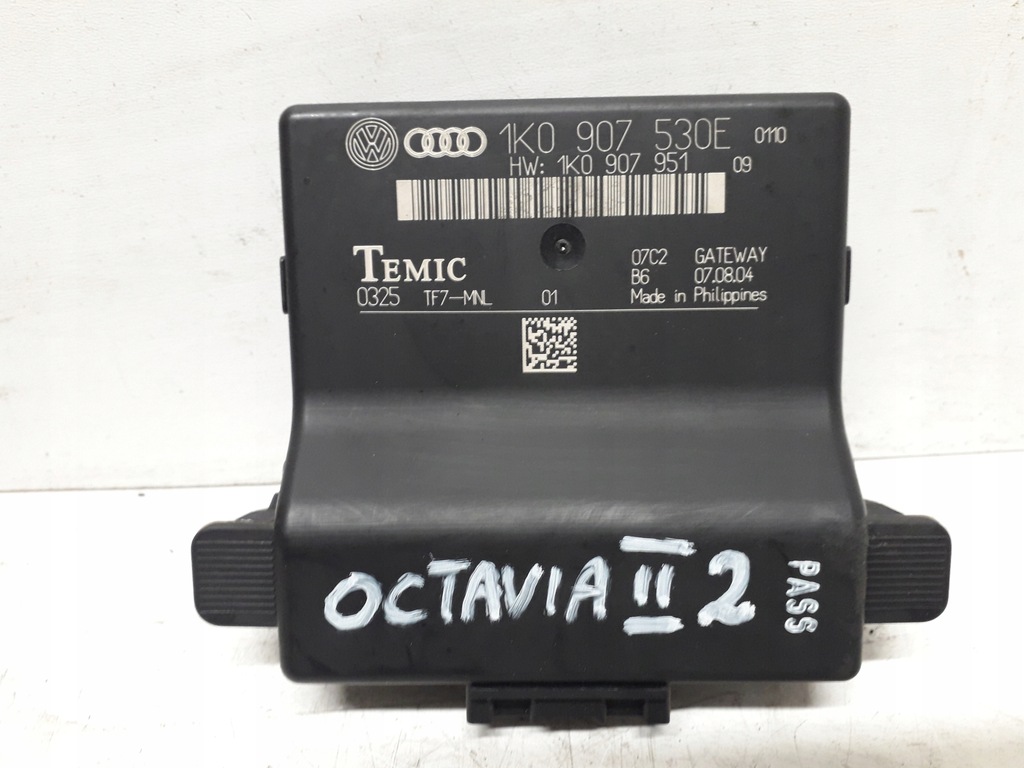 VW 1K0 907 530E 0110
HW: 1K0 907 951 09
TEMIC 07C2 GATEWAY
B6 07.08.04
0325 TF7-MNL 01 Made in Philippines
OCTAVIA II 2
PASS